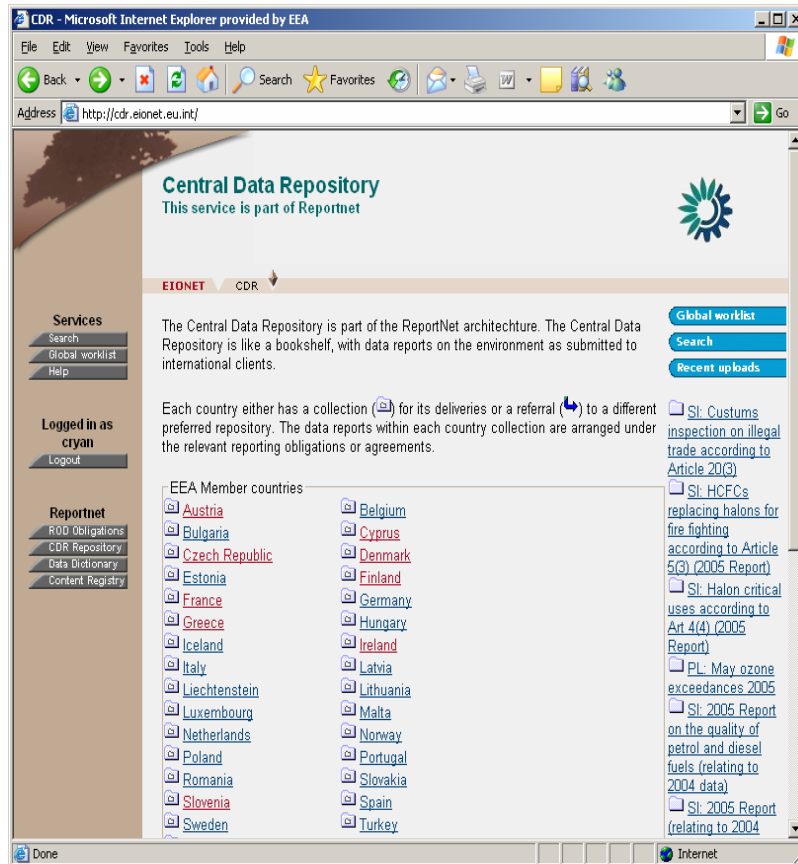 CDR - Microsoft Internet Explorer provided by EEA
File Edit View Favorites Tools Help
Back Search Favorites
Address http://cdr.eionet.eu.int/ Go
Central Data Repository
This service is part of Reportnet
EIONET CDR
Services
Search
Global worklist
Help
Logged in as
cryan
Logout
Reportnet
ROD Obligations
CDR Repository
Data Dictionary
Content Registry
The Central Data Repository is part of the ReportNet architechture. The Central Data
Repository is like a bookshelf, with data reports on the environment as submitted to
international clients.
Each country either has a collection ( ) for its deliveries or a referral ( ) to a different
preferred repository. The data reports within each country collection are arranged under
the relevant reporting obligations or agreements.
EEA Member countries
Austria Belgium
Bulgaria Cyprus
Czech Republic Denmark
Estonia Finland
France Germany
Greece Hungary
Iceland Ireland
Italy Latvia
Liechtenstein Lithuania
Luxembourg Malta
Netherlands Norway
Poland Portugal
Romania Slovakia
Slovenia Spain
Sweden Turkey
Global worklist
Search
Recent uploads
SI: Custums
inspection on illegal
trade according to
Article 20(3)
SI: HCFCs
replacing halons for
fire fighting
according to Article
5(3) (2005 Report)
SI: Halon critical
uses according to
Art 4(4) (2005
Report)
PL: May ozone
exceedances 2005
SI: 2005 Report
on the quality of
petrol and diesel
fuels (relating to
2004 data)
SI: 2005 Report
(relating to 2004
Done Internet